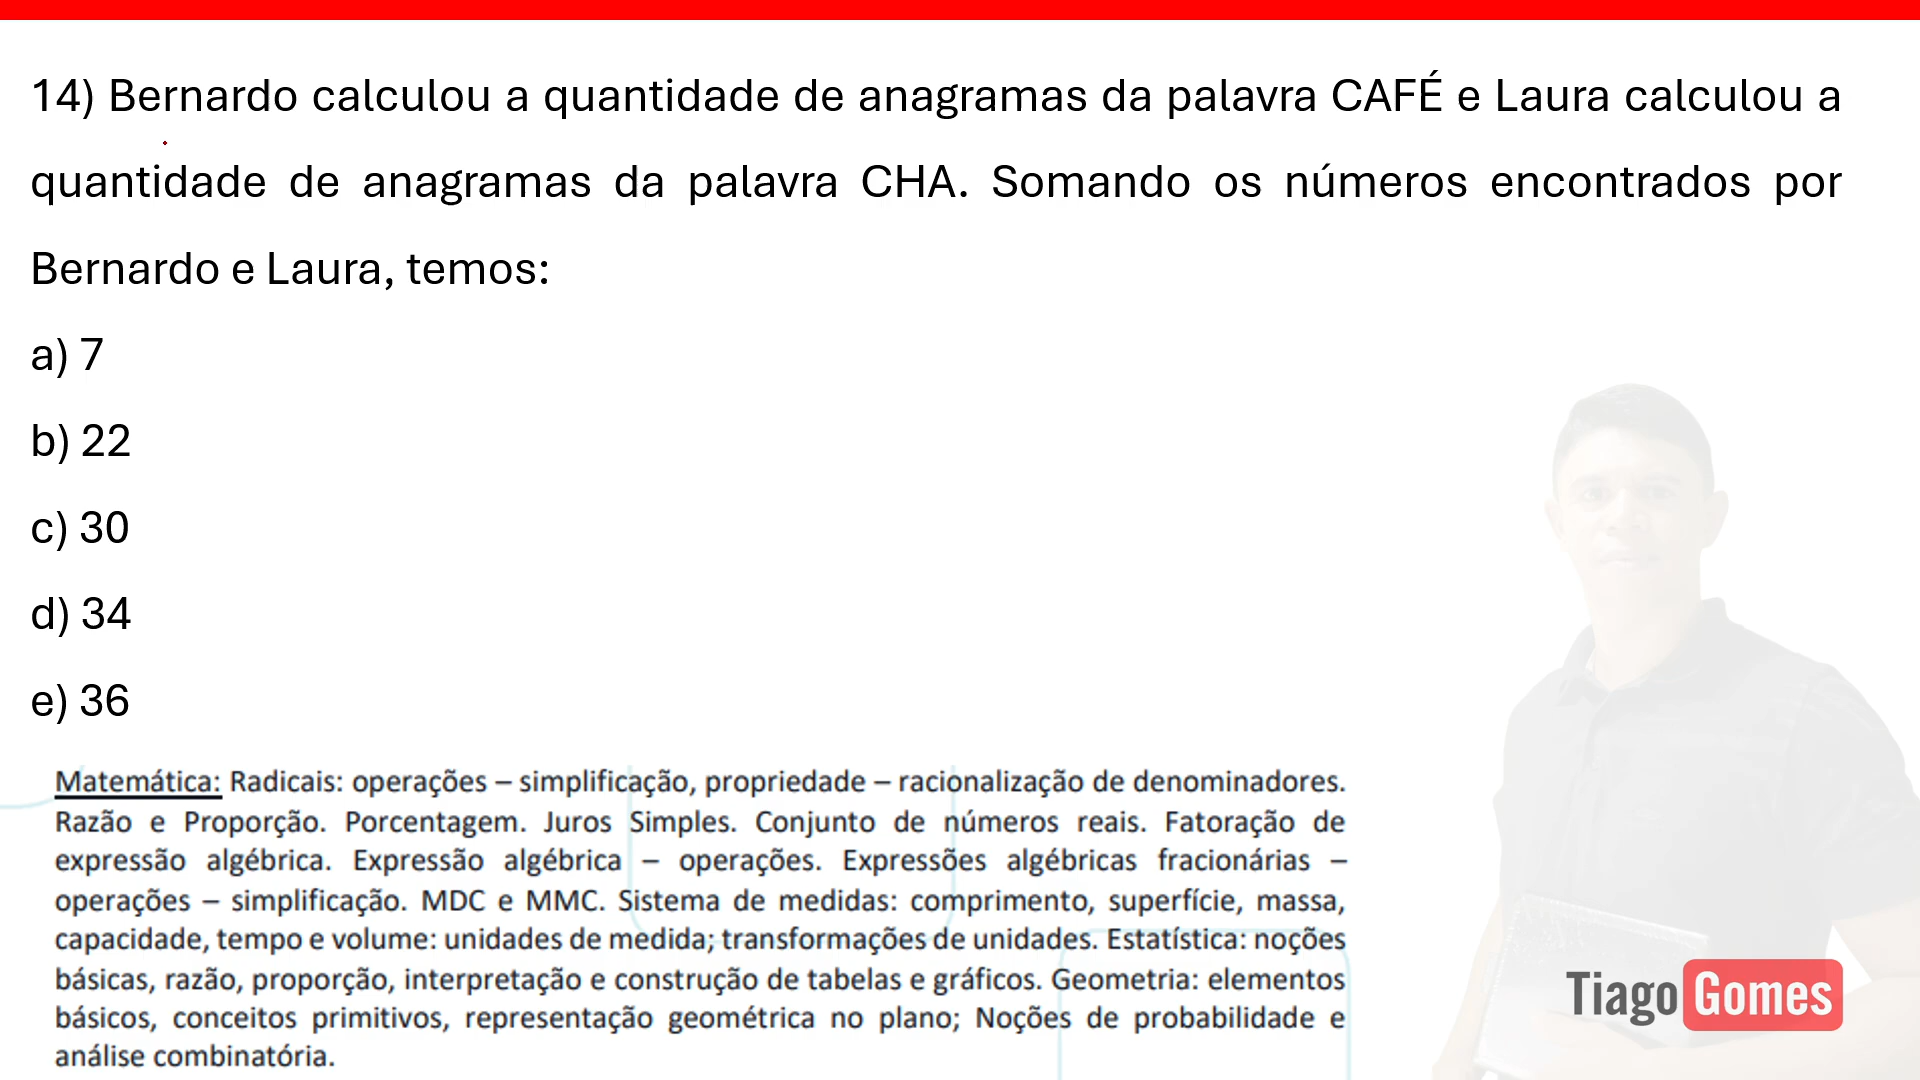 14) Bernardo calculou a quantidade de anagramas da palavra CAFÉ e Laura calculou a
quantidade de anagramas da palavra CHA. Somando os números encontrados por
Bernardo e Laura, temos:
a) 7
b) 22
c) 30
d) 34
e) 36
Matemática: Radicais: operações – simplificação, propriedade – racionalização de denominadores.
Razão e Proporção. Porcentagem. Juros Simples. Conjunto de números reais. Fatoração de
expressão algébrica. Expressão algébrica – operações. Expressões algébricas fracionárias –
operações – simplificação. MDC e MMC. Sistema de medidas: comprimento, superfície, massa,
capacidade, tempo e volume: unidades de medida; transformações de unidades. Estatística: noções
básicas, razão, proporção, interpretação e construção de tabelas e gráficos. Geometria: elementos
básicos, conceitos primitivos, representação geométrica no plano; Noções de probabilidade e
análise combinatória.
Tiago Gomes